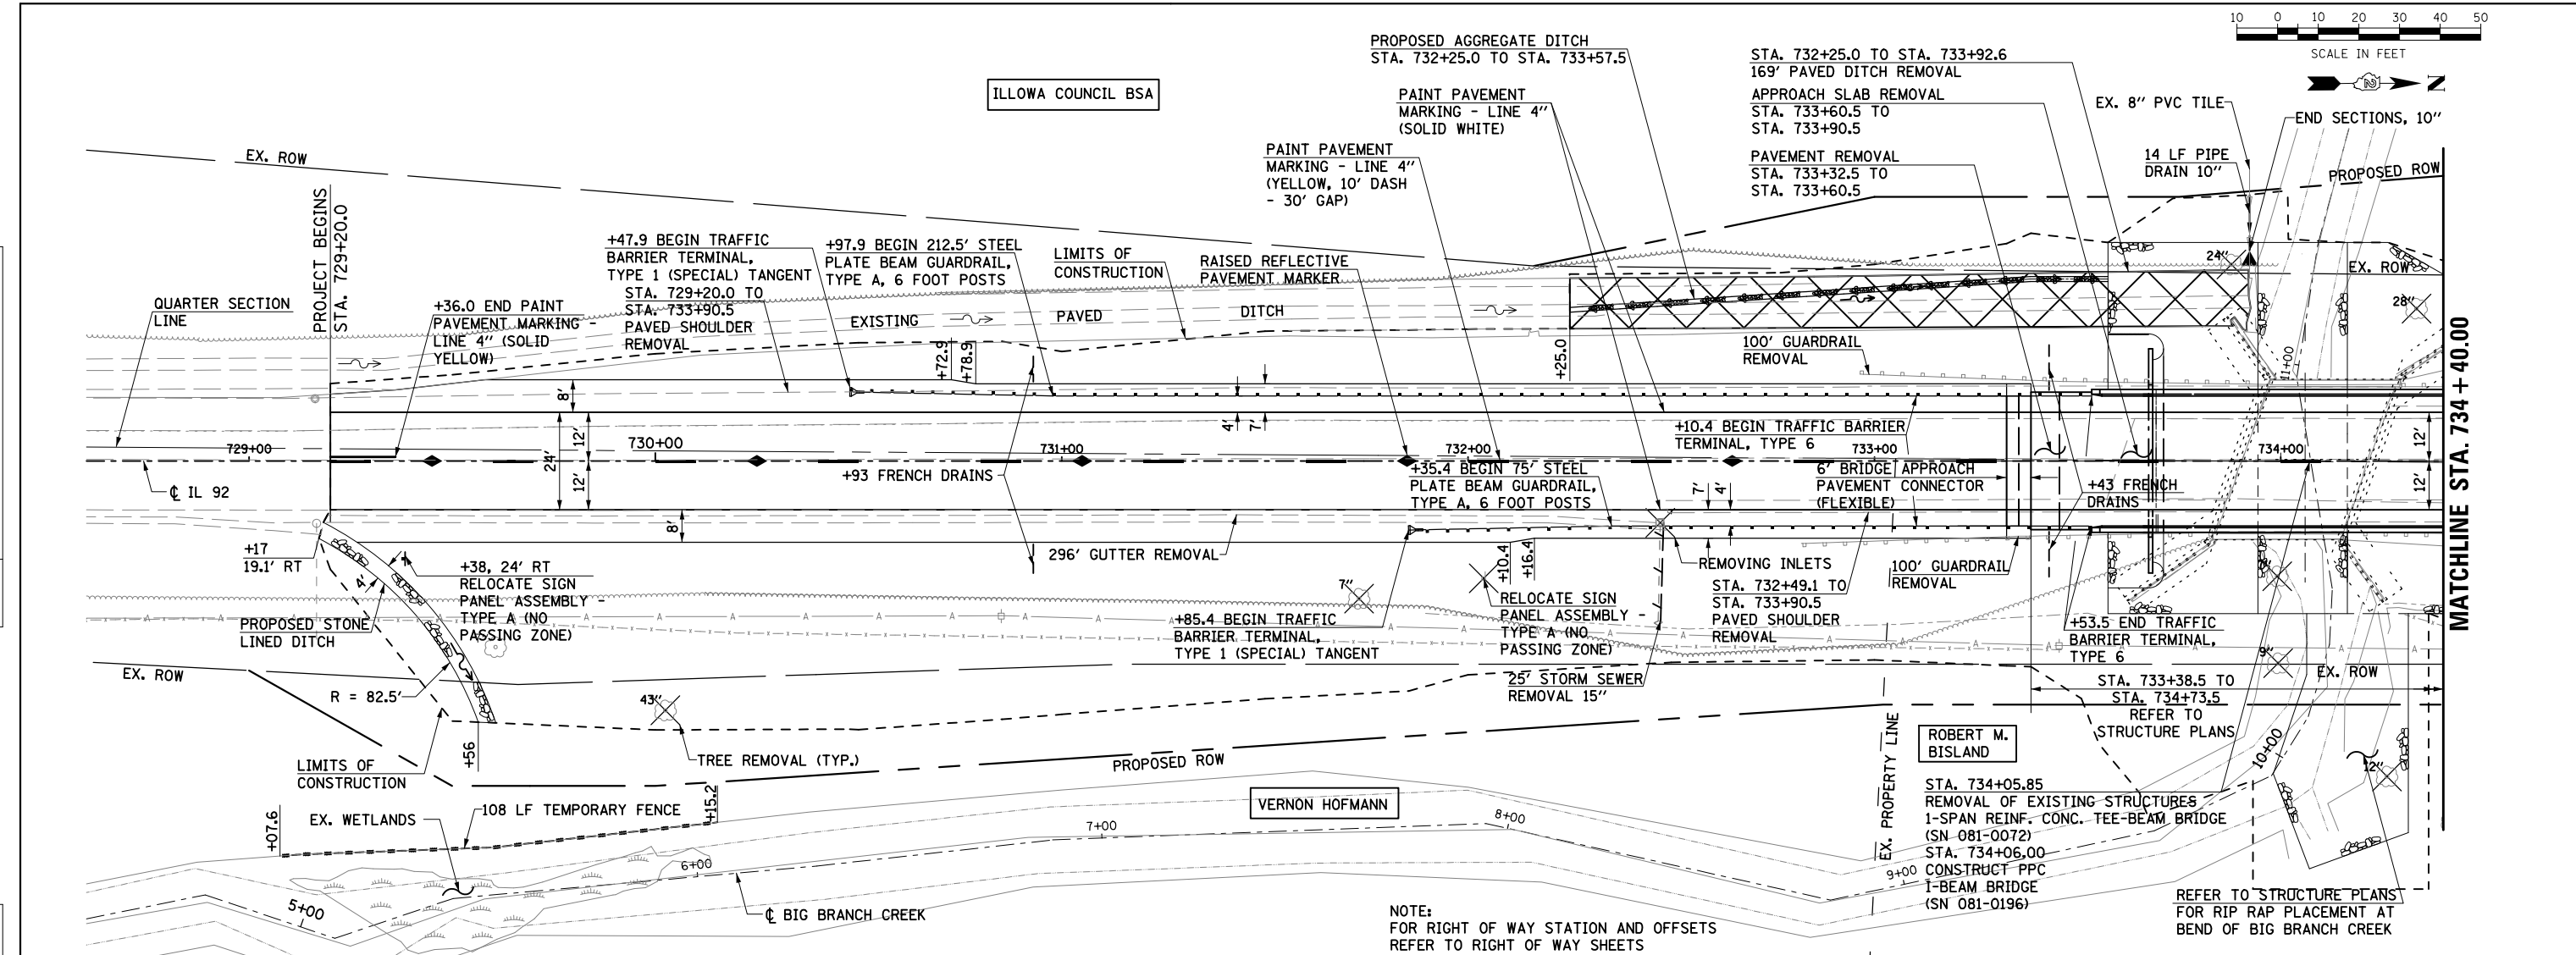 10 0 10 20 30 40 50
SCALE IN FEET
N
ILLOWA COUNCIL BSA
PROPOSED AGGREGATE DITCH
STA. 732+25.0 TO STA. 733+57.5
PAINT PAVEMENT
MARKING - LINE 4"
(SOLID WHITE)
PAINT PAVEMENT
MARKING - LINE 4"
(YELLOW, 10' DASH
- 30' GAP)
STA. 732+25.0 TO STA. 733+92.6
169' PAVED DITCH REMOVAL
APPROACH SLAB REMOVAL
STA. 733+60.5 TO
STA. 733+90.5
PAVEMENT REMOVAL
STA. 733+32.5 TO
STA. 733+60.5
EX. 8" PVC TILE
END SECTIONS, 10"
14 LF PIPE
DRAIN 10"
PROPOSED ROW
EX. ROW
PROJECT BEGINS
STA. 729+20.0
QUARTER SECTION
LINE
+36.0 END PAINT
PAVEMENT MARKING -
LINE 4" (SOLID
YELLOW)
+47.9 BEGIN TRAFFIC
BARRIER TERMINAL,
TYPE 1 (SPECIAL) TANGENT
STA. 729+20.0 TO
STA. 733+90.5
PAVED SHOULDER
REMOVAL
+97.9 BEGIN 212.5' STEEL
PLATE BEAM GUARDRAIL,
TYPE A, 6 FOOT POSTS
LIMITS OF
CONSTRUCTION
RAISED REFLECTIVE
PAVEMENT MARKER
EXISTING
PAVED
DITCH
24"
EX. ROW
28"
+72.9
+78.9
+25.0
100' GUARDRAIL
REMOVAL
11+00
8'
12'
24'
12'
8'
4'
7'
729+00
730+00
731+00
732+00
733+00
734+00
12'
12'
MATCHLINE STA. 734 + 40.00
℄ IL 92
+93 FRENCH DRAINS
+10.4 BEGIN TRAFFIC BARRIER
TERMINAL, TYPE 6
+35.4 BEGIN 75' STEEL
PLATE BEAM GUARDRAIL,
TYPE A, 6 FOOT POSTS
7'
4'
6' BRIDGE APPROACH
PAVEMENT CONNECTOR
(FLEXIBLE)
+43 FRENCH
DRAINS
+17
19.1' RT
4'
+38, 24' RT
RELOCATE SIGN
PANEL ASSEMBLY -
TYPE A (NO
PASSING ZONE)
296' GUTTER REMOVAL
+10.4
+16.4
7"
REMOVING INLETS
RELOCATE SIGN
PANEL ASSEMBLY -
TYPE A (NO
PASSING ZONE)
STA. 732+49.1 TO
STA. 733+90.5
PAVED SHOULDER
REMOVAL
100' GUARDRAIL
REMOVAL
PROPOSED STONE
LINED DITCH
+85.4 BEGIN TRAFFIC
BARRIER TERMINAL,
TYPE 1 (SPECIAL) TANGENT
+53.5 END TRAFFIC
BARRIER TERMINAL,
TYPE 6
9"
EX. ROW
EX. ROW
R = 82.5'
43"
25' STORM SEWER
REMOVAL 15"
STA. 733+38.5 TO
STA. 734+73.5
REFER TO
STRUCTURE PLANS
+56
TREE REMOVAL (TYP.)
LIMITS OF
CONSTRUCTION
PROPOSED ROW
EX. PROPERTY LINE
ROBERT M.
BISLAND
10+00
12"
+07.6
+15.2
108 LF TEMPORARY FENCE
EX. WETLANDS
VERNON HOFMANN
STA. 734+05.85
REMOVAL OF EXISTING STRUCTURES
1-SPAN REINF. CONC. TEE-BEAM BRIDGE
(SN 081-0072)
STA. 734+06.00
CONSTRUCT PPC
I-BEAM BRIDGE
(SN 081-0196)
5+00
6+00
7+00
8+00
9+00
℄ BIG BRANCH CREEK
REFER TO STRUCTURE PLANS
FOR RIP RAP PLACEMENT AT
BEND OF BIG BRANCH CREEK
NOTE:
FOR RIGHT OF WAY STATION AND OFFSETS
REFER TO RIGHT OF WAY SHEETS